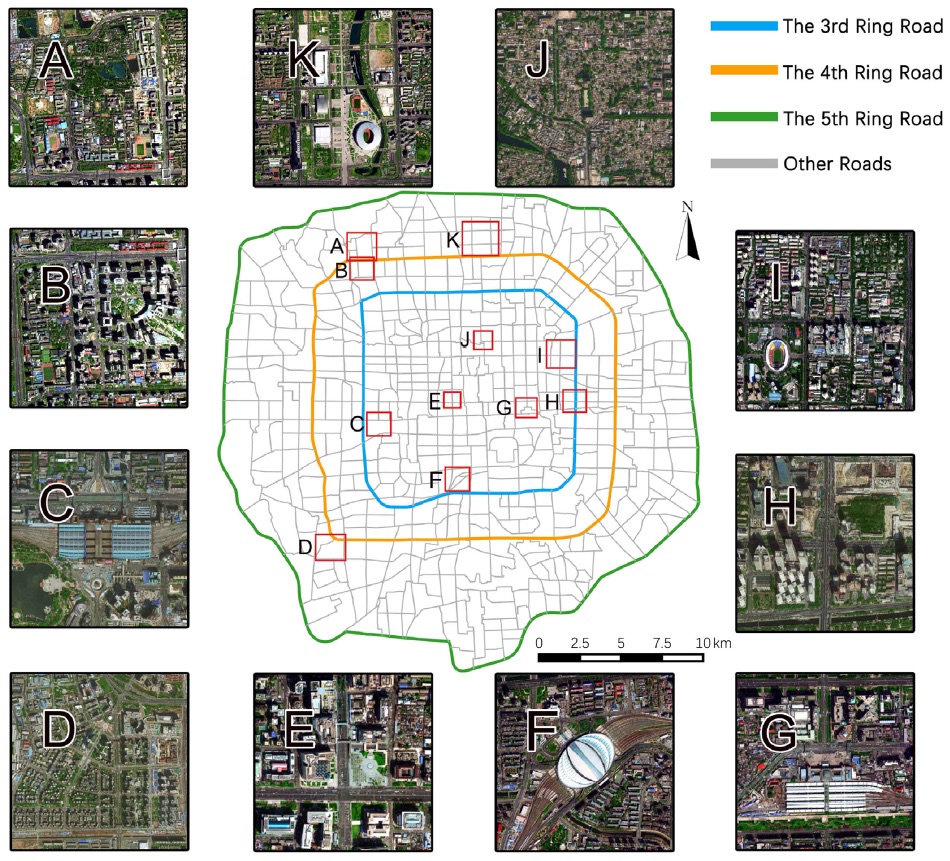 A
K
J
The 3rd Ring Road
The 4th Ring Road
The 5th Ring Road
Other Roads
N
A
K
B
B
I
J
I
E
G
H
C
F
C
H
D
0 2.5 5 7.5 10 km
D
E
F
G